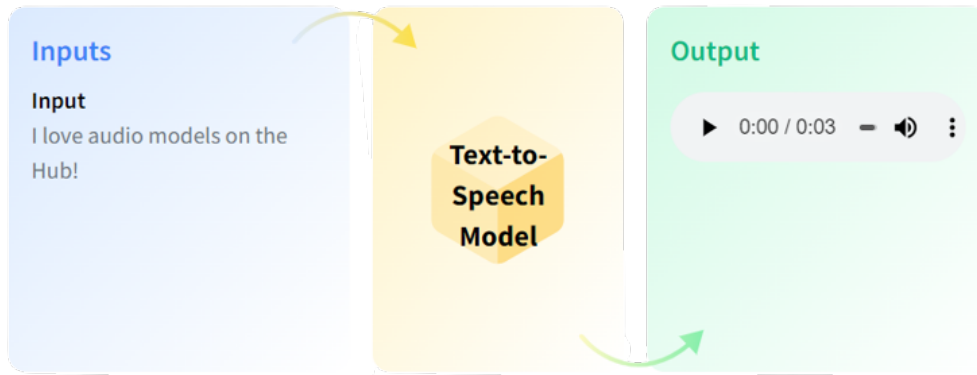 Inputs
Input
I love audio models on the
Hub!
Text-to-
Speech
Model
Output
0:00 / 0:03